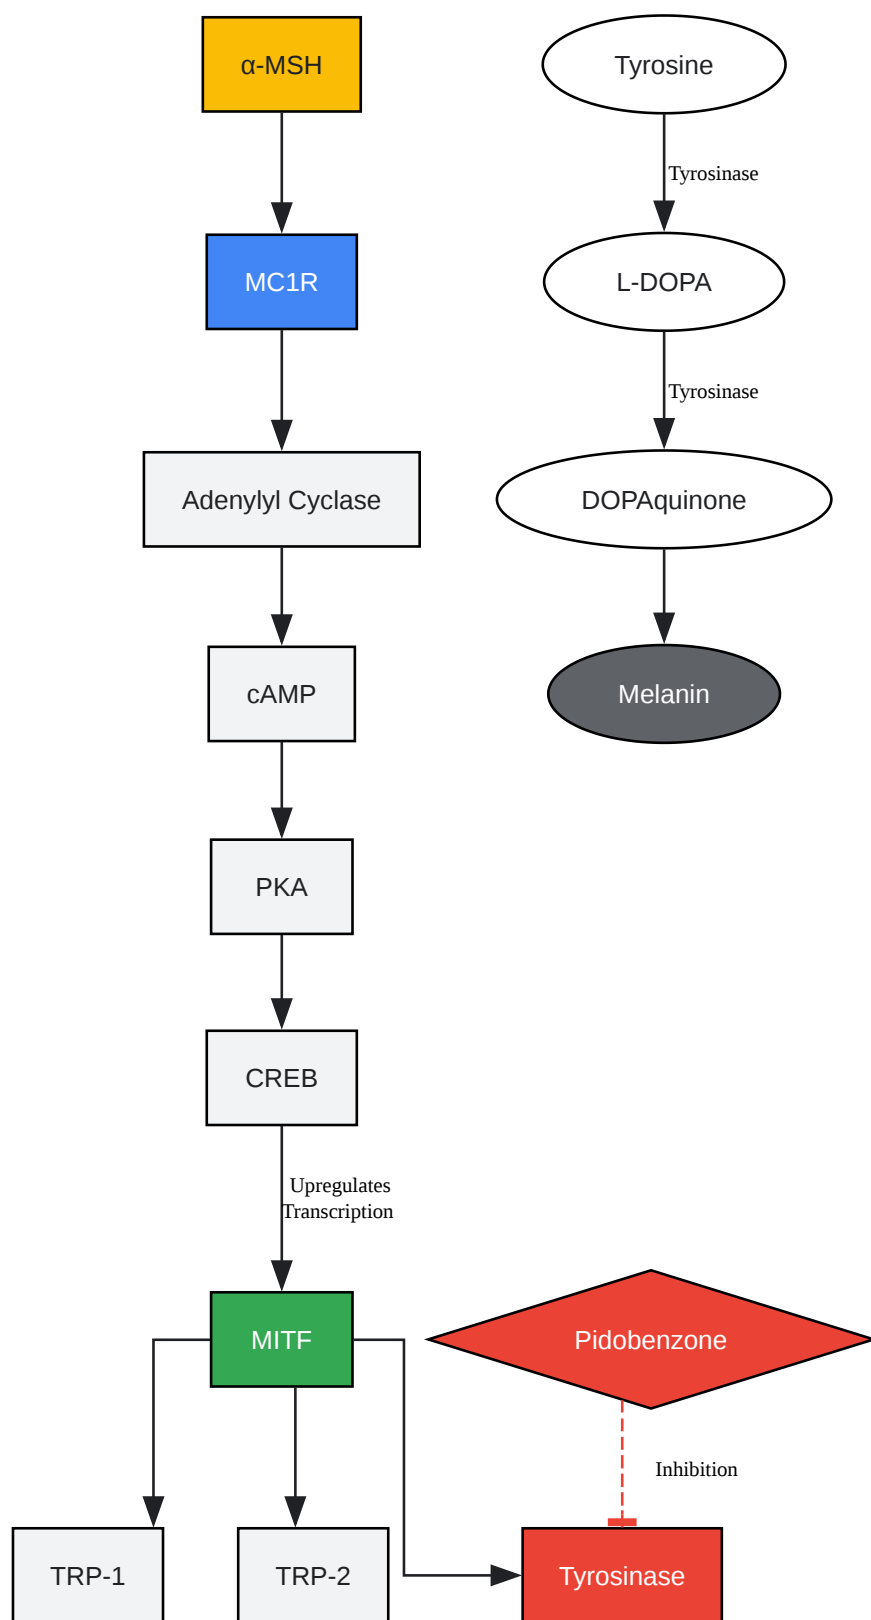 α-MSH
Tyrosine
Tyrosinase
MC1R
L-DOPA
Tyrosinase
Adenylyl Cyclase
DOPAquinone
cAMP
Melanin
PKA
CREB
Upregulates
Transcription
MITF
Pidobenzone
Inhibition
TRP-1
TRP-2
Tyrosinase